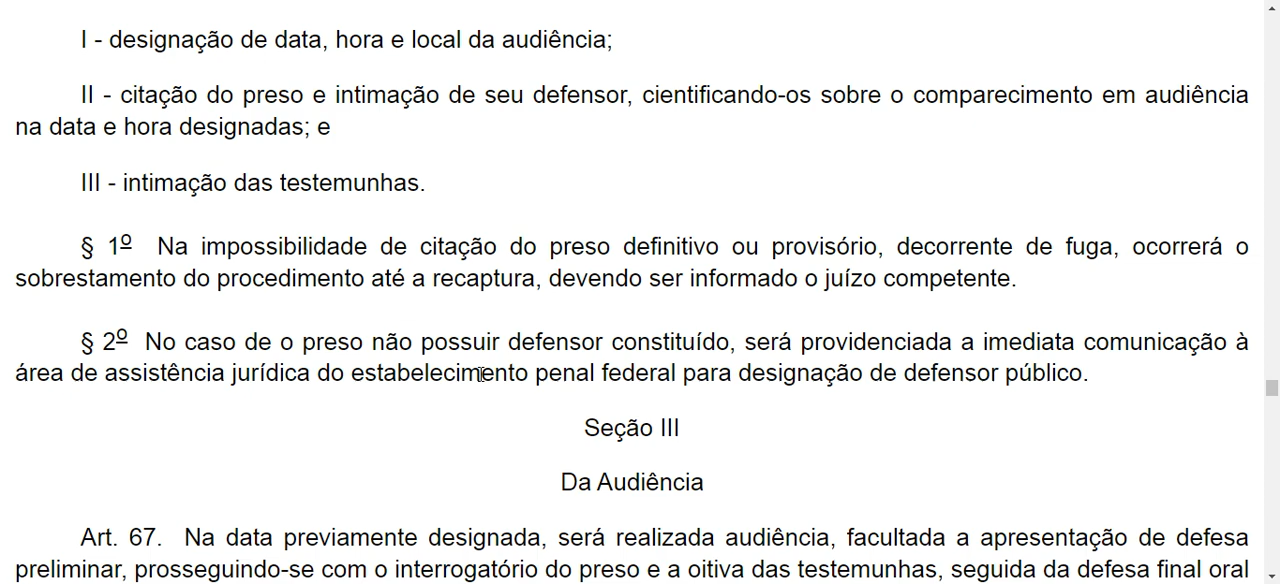 I - designação de data, hora e local da audiência;
II - citação do preso e intimação de seu defensor, cientificando-os sobre o comparecimento em audiência
na data e hora designadas; e
III - intimação das testemunhas.
§ 1º Na impossibilidade de citação do preso definitivo ou provisório, decorrente de fuga, ocorrerá o
sobrestamento do procedimento até a recaptura, devendo ser informado o juízo competente.
§ 2º No caso de o preso não possuir defensor constituído, será providenciada a imediata comunicação à
área de assistência jurídica do estabelecimento penal federal para designação de defensor público.
Seção III
Da Audiência
Art. 67. Na data previamente designada, será realizada audiência, facultada a apresentação de defesa
preliminar, prosseguindo-se com o interrogatório do preso e a oitiva das testemunhas, seguida da defesa final oral